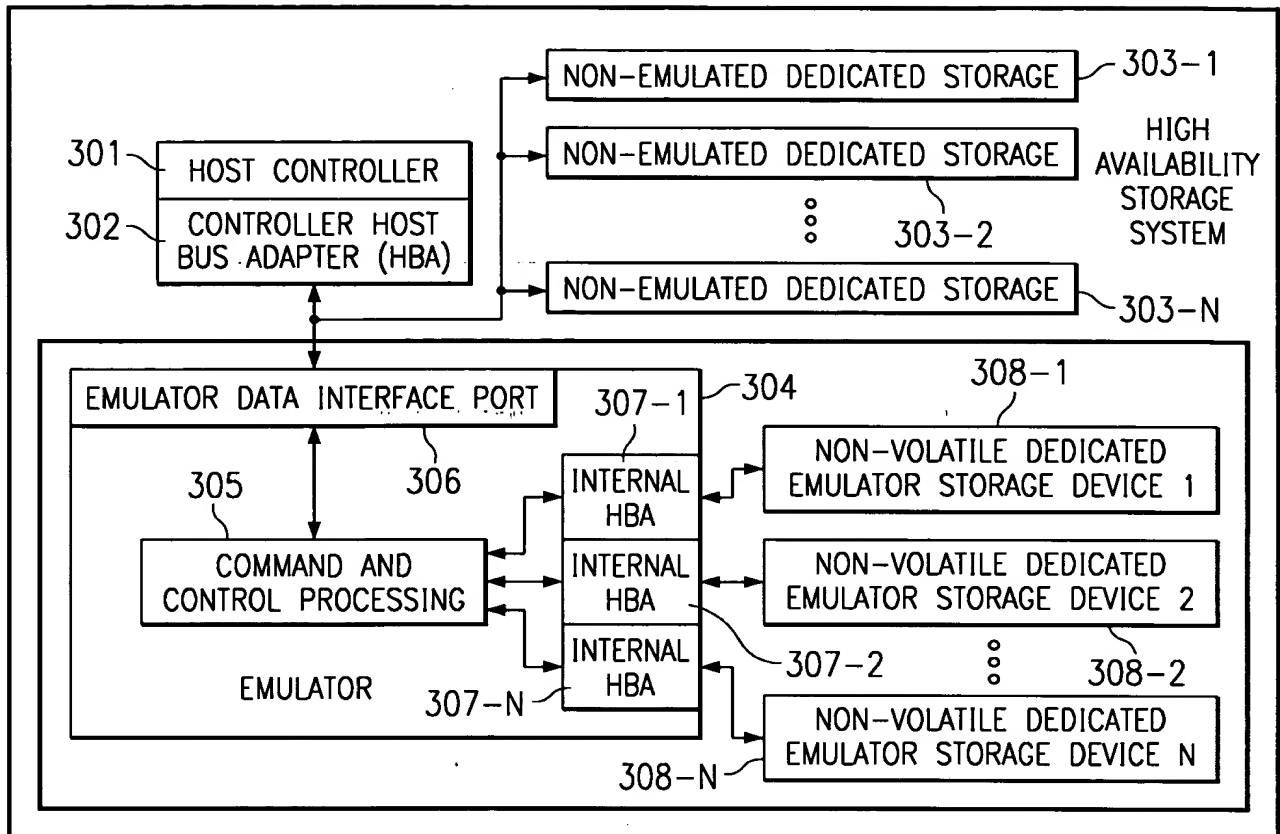 NON-EMULATED DEDICATED STORAGE
303-1
301
HOST CONTROLLER
NON-EMULATED DEDICATED STORAGE
HIGH
AVAILABILITY
STORAGE
SYSTEM
302
CONTROLLER HOST
BUS ADAPTER (HBA)
303-2
NON-EMULATED DEDICATED STORAGE
303-N
EMULATOR DATA INTERFACE PORT
304
307-1
308-1
305
306
INTERNAL
HBA
NON-VOLATILE DEDICATED
EMULATOR STORAGE DEVICE 1
COMMAND AND
CONTROL PROCESSING
INTERNAL
HBA
NON-VOLATILE DEDICATED
EMULATOR STORAGE DEVICE 2
307-2
308-2
EMULATOR
307-N
INTERNAL
HBA
NON-VOLATILE DEDICATED
EMULATOR STORAGE DEVICE N
308-N